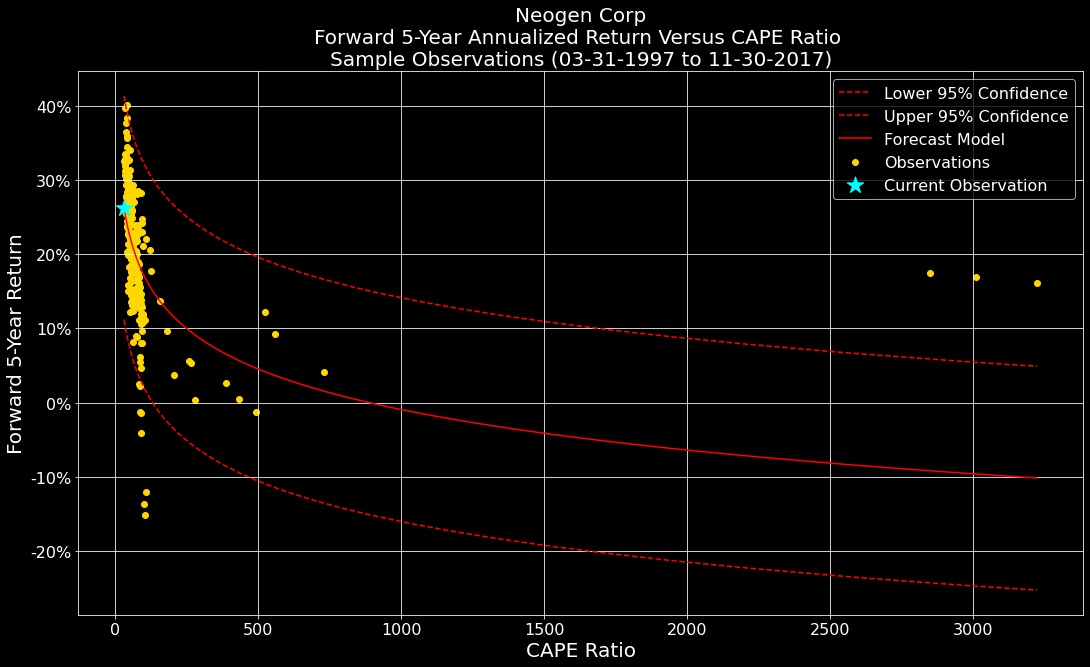 Neogen Corp
Forward 5-Year Annualized Return Versus CAPE Ratio
Sample Observations (03-31-1997 to 11-30-2017)
Lower 95% Confidence
Upper 95% Confidence
Forecast Model
Observations
Current Observation
Forward 5-Year Return
40%
30%
20%
10%
0%
-10%
-20%
0 500 1000 1500 2000 2500 3000
CAPE Ratio